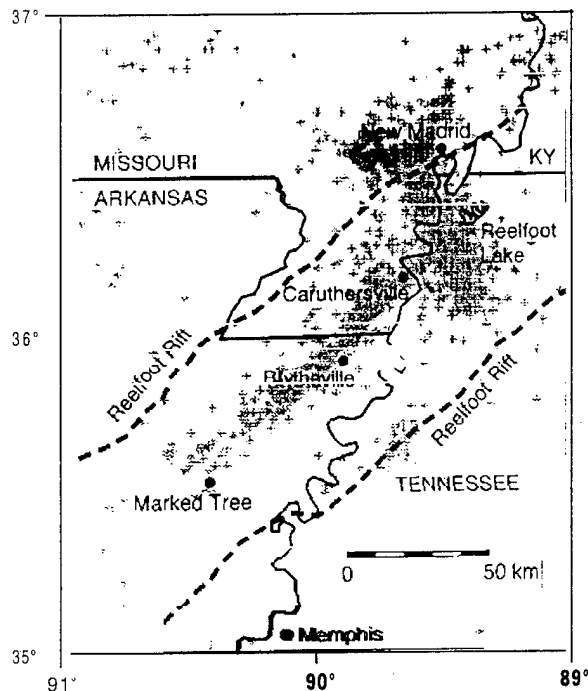 37°
New Madrid
MISSOURI
KY
ARKANSAS
Reelfoot
Lake
Caruthersville
36°
Reelfoot Rift
Blytheville
Reelfoot Rift
TENNESSEE
Marked Tree
0
50 km
Memphis
35°
91°
90°
89°